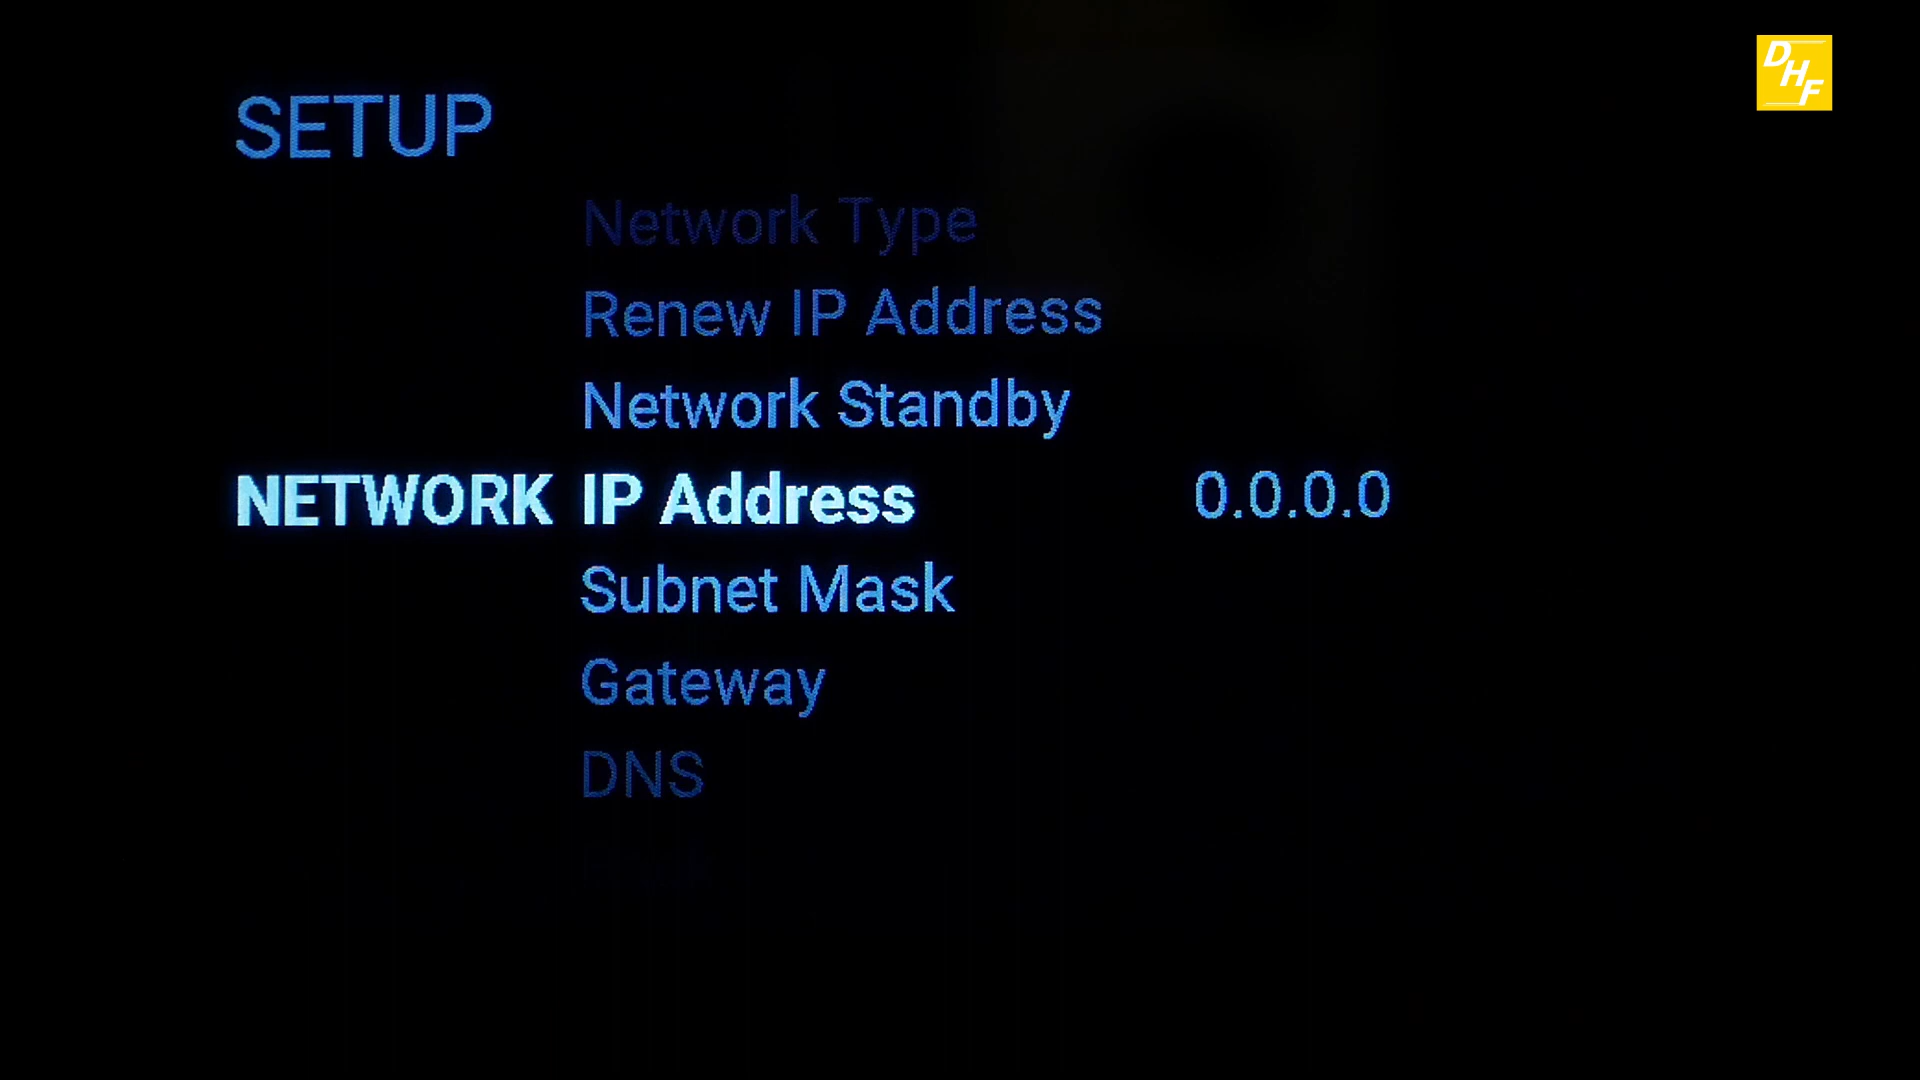 DHF
SETUP
Network Type
Renew IP Address
Network Standby
NETWORK IP Address 0.0.0.0
Subnet Mask
Gateway
DNS